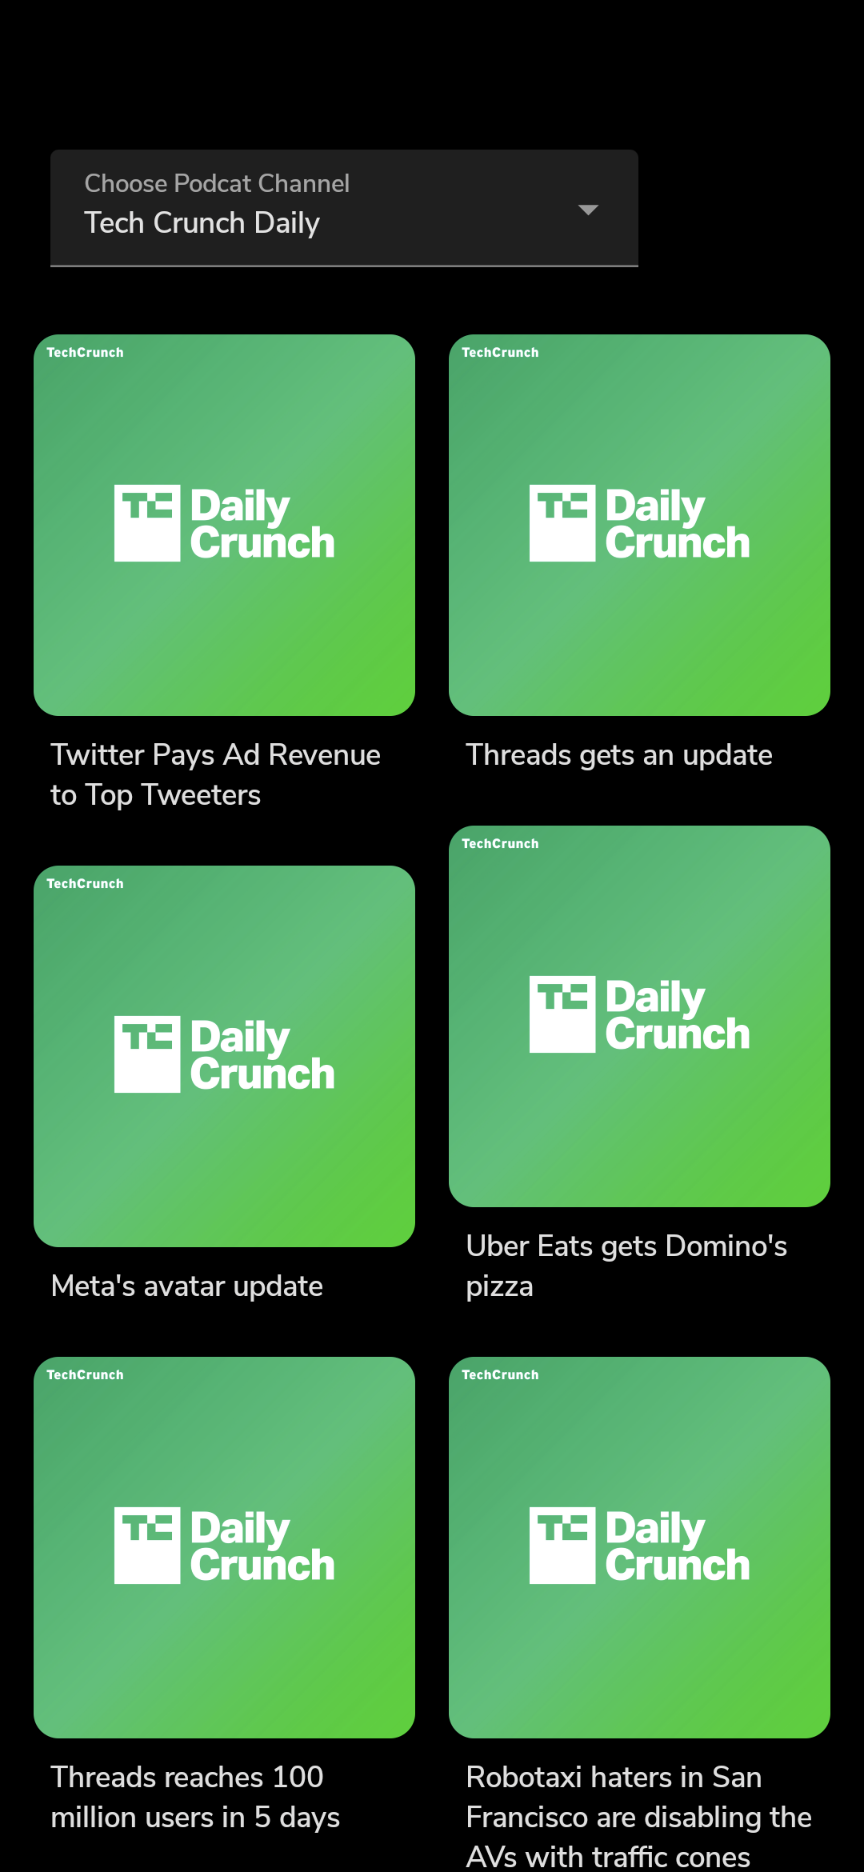 Choose Podcat Channel
Tech Crunch Daily
TechCrunch
TC Daily
Crunch
Twitter Pays Ad Revenue
to Top Tweeters
TechCrunch
TC Daily
Crunch
Threads gets an update
TechCrunch
TC Daily
Crunch
Meta's avatar update
TechCrunch
TC Daily
Crunch
Uber Eats gets Domino's
pizza
TechCrunch
TC Daily
Crunch
Threads reaches 100
million users in 5 days
TechCrunch
TC Daily
Crunch
Robotaxi haters in San
Francisco are disabling the
AVs with traffic cones